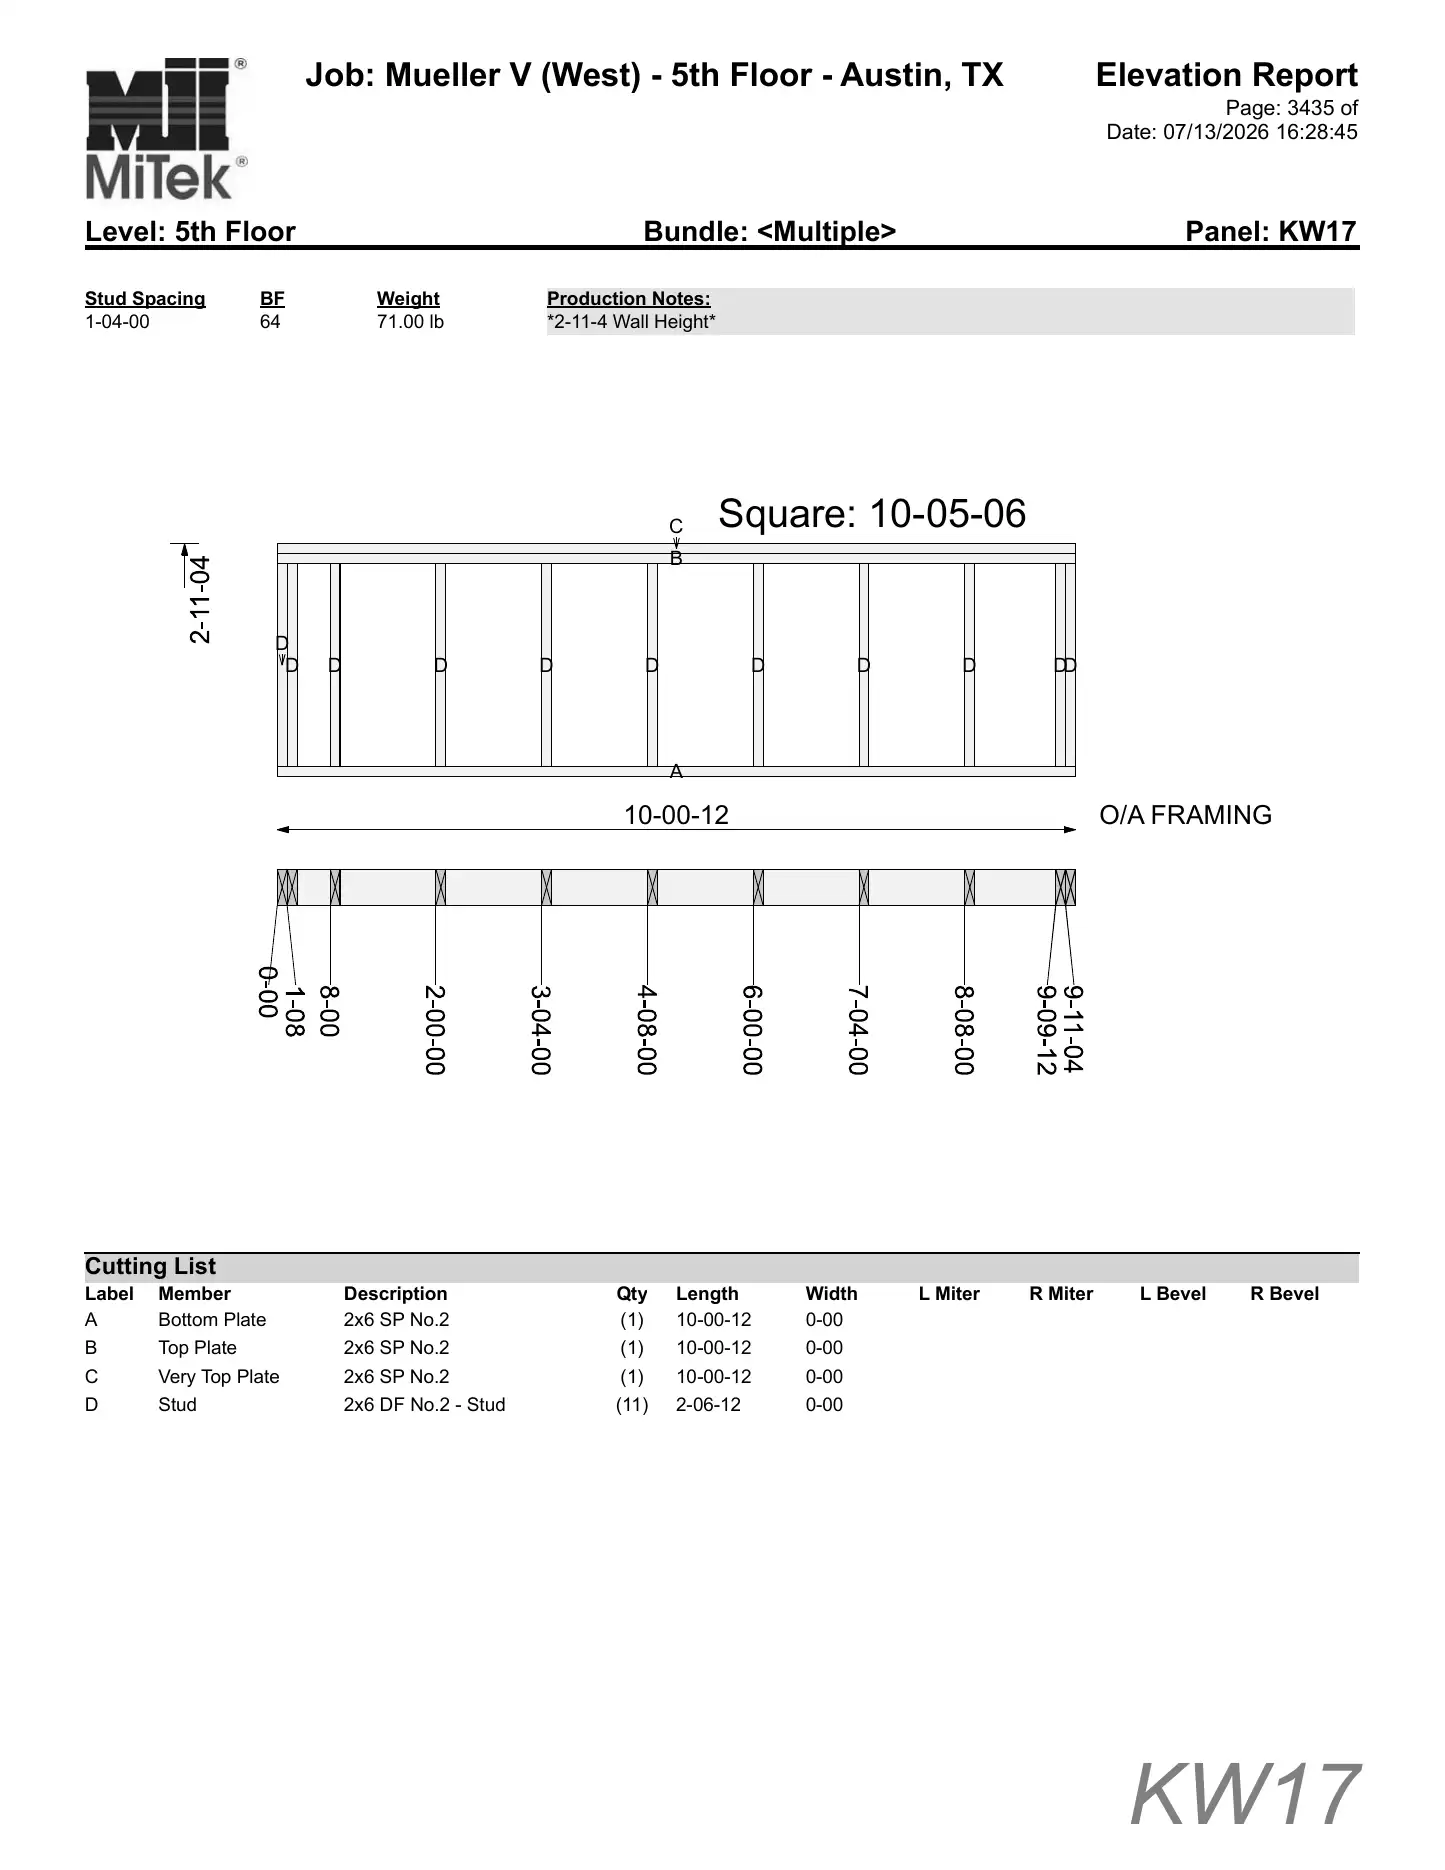 Job: Mueller V (West) - 5th Floor - Austin, TX
Elevation Report
Page: 3435 of
Date: 07/13/2026 16:28:45
MiTek®
Level: 5th Floor
Bundle: <Multiple>
Panel: KW17
Stud Spacing BF Weight Production Notes:
1-04-00 64 71.00 lb *2-11-4 Wall Height*
Square: 10-05-06
C
B
2-11-04
D
D D D D D D D D D D
A
10-00-12
O/A FRAMING
0-00
1-08
8-00
2-00-00
3-04-00
4-08-00
6-00-00
7-04-00
8-08-00
9-09-12
9-11-04
Cutting List
Label Member Description Qty Length Width L Miter R Miter L Bevel R Bevel
A Bottom Plate 2x6 SP No.2 (1) 10-00-12 0-00
B Top Plate 2x6 SP No.2 (1) 10-00-12 0-00
C Very Top Plate 2x6 SP No.2 (1) 10-00-12 0-00
D Stud 2x6 DF No.2 - Stud (11) 2-06-12 0-00
KW17